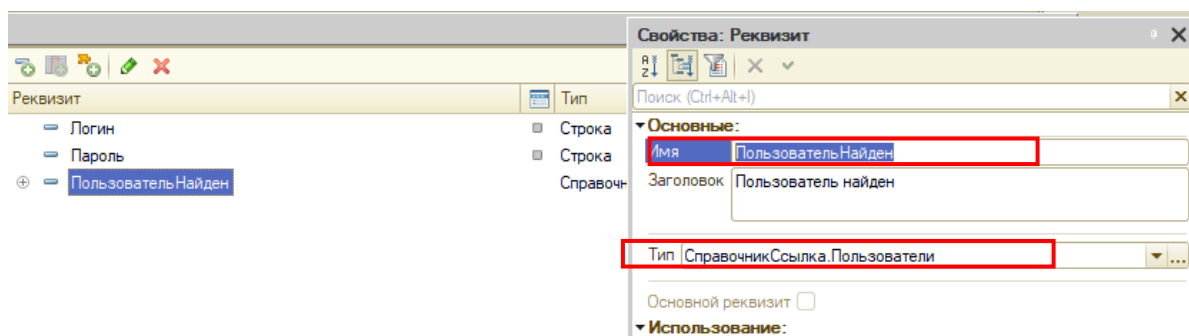 Свойства: Реквизит
Поиск (Ctrl+Alt+I)
Реквизит
Тип
Логин
Строка
Пароль
Строка
ПользовательНайден
Справочн
Основные:
Имя ПользовательНайден
Заголовок Пользователь найден
Тип СправочникСсылка.Пользователи
...
Основной реквизит
Использование: